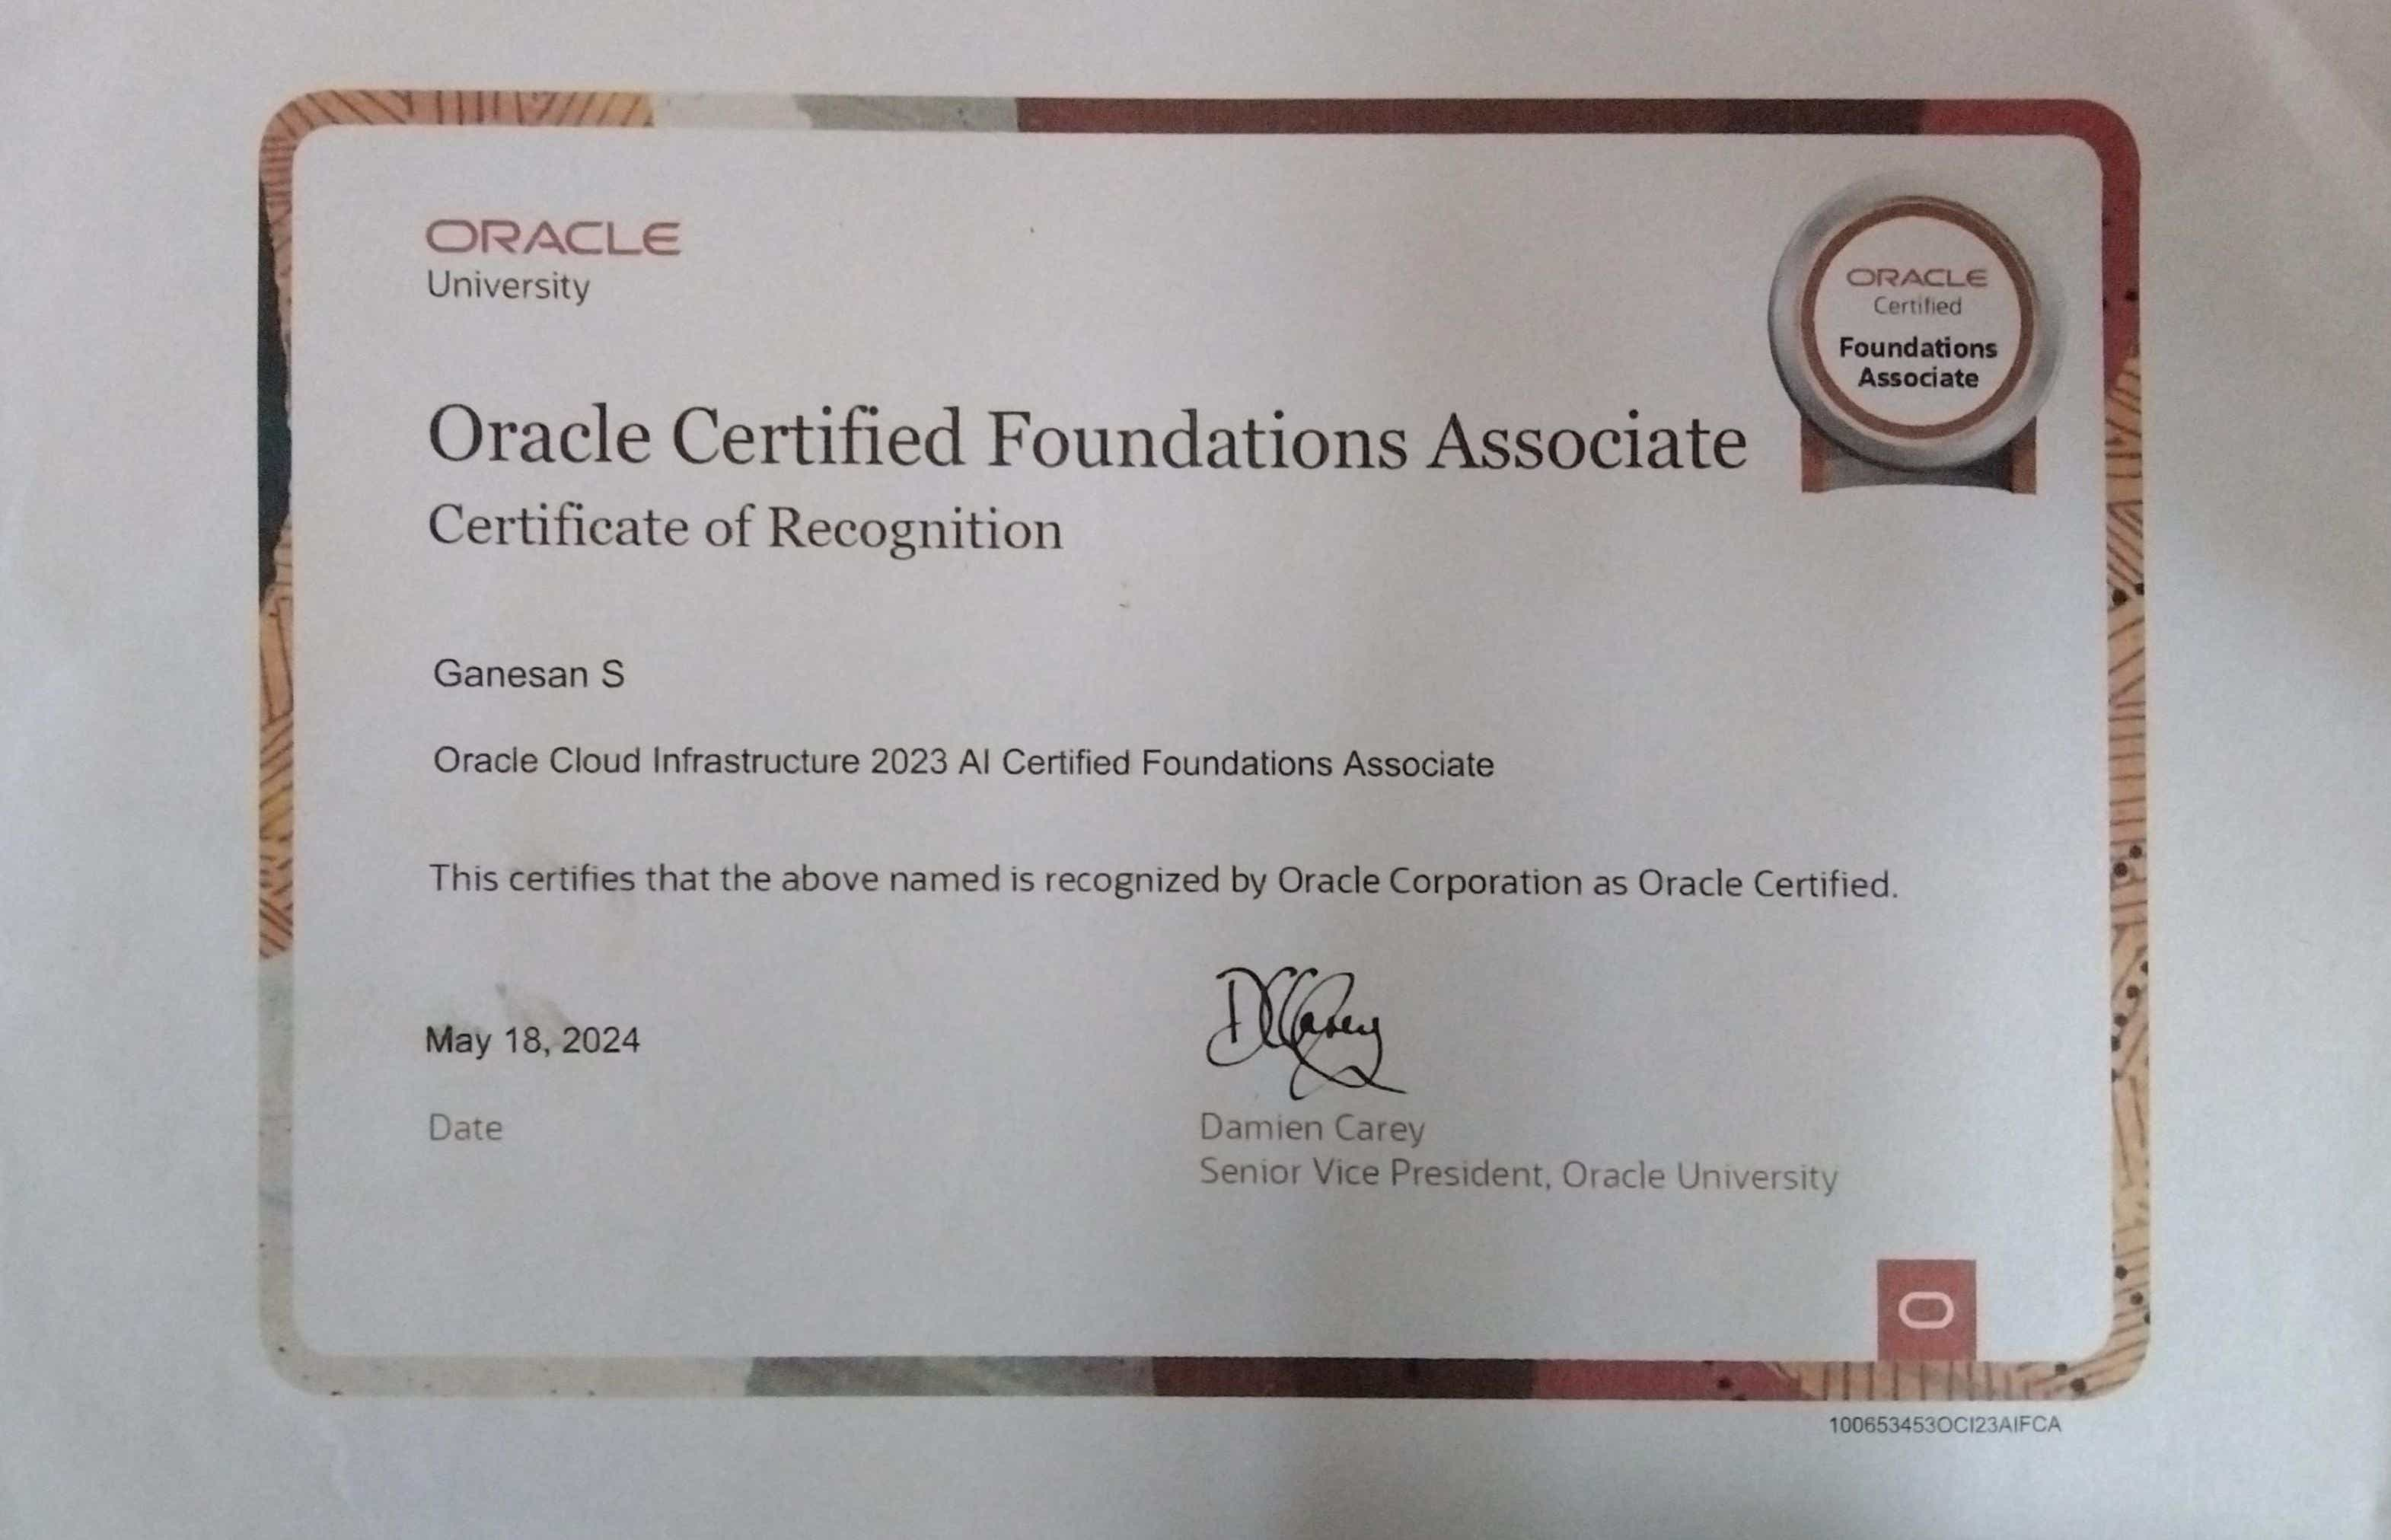 ORACLE
University
ORACLE
Certified
Foundations
Associate
Oracle Certified Foundations Associate
Certificate of Recognition
Ganesan S
Oracle Cloud Infrastructure 2023 AI Certified Foundations Associate
This certifies that the above named is recognized by Oracle Corporation as Oracle Certified.
May 18, 2024
Date
DCCarey
Damien Carey
Senior Vice President, Oracle University
100653453OCI23AIFCA